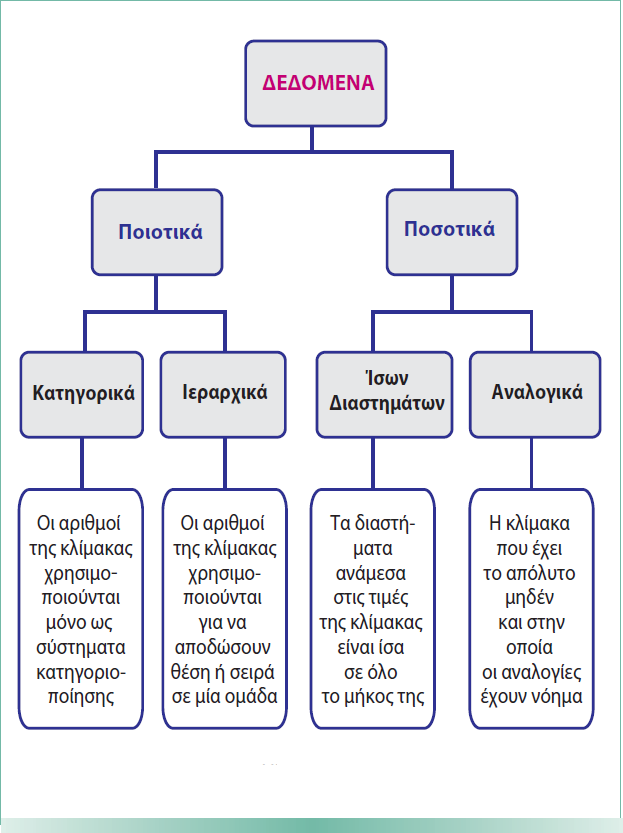 ΔΕΔΟΜΕΝΑ
Ποιοτικά
Ποσοτικά
Κατηγορικά
Ιεραρχικά
Ίσων
Διαστημάτων
Αναλογικά
Οι αριθμοί
της κλίμακας
χρησιμο-
ποιούνται
μόνο ως
σύστηματα
κατηγοριο-
ποίησης
Οι αριθμοί
της κλίμακας
χρησιμο-
ποιούνται
για να
αποδώσουν
θέση ή σειρά
σε μία ομάδα
Τα διαστή-
ματα
ανάμεσα
στις τιμές
της κλίμακας
είναι ίσα
σε όλο
το μήκος της
Η κλίμακα
που έχει
το απόλυτο
μηδέν
και στην
οποία
οι αναλογίες
έχουν νόημα